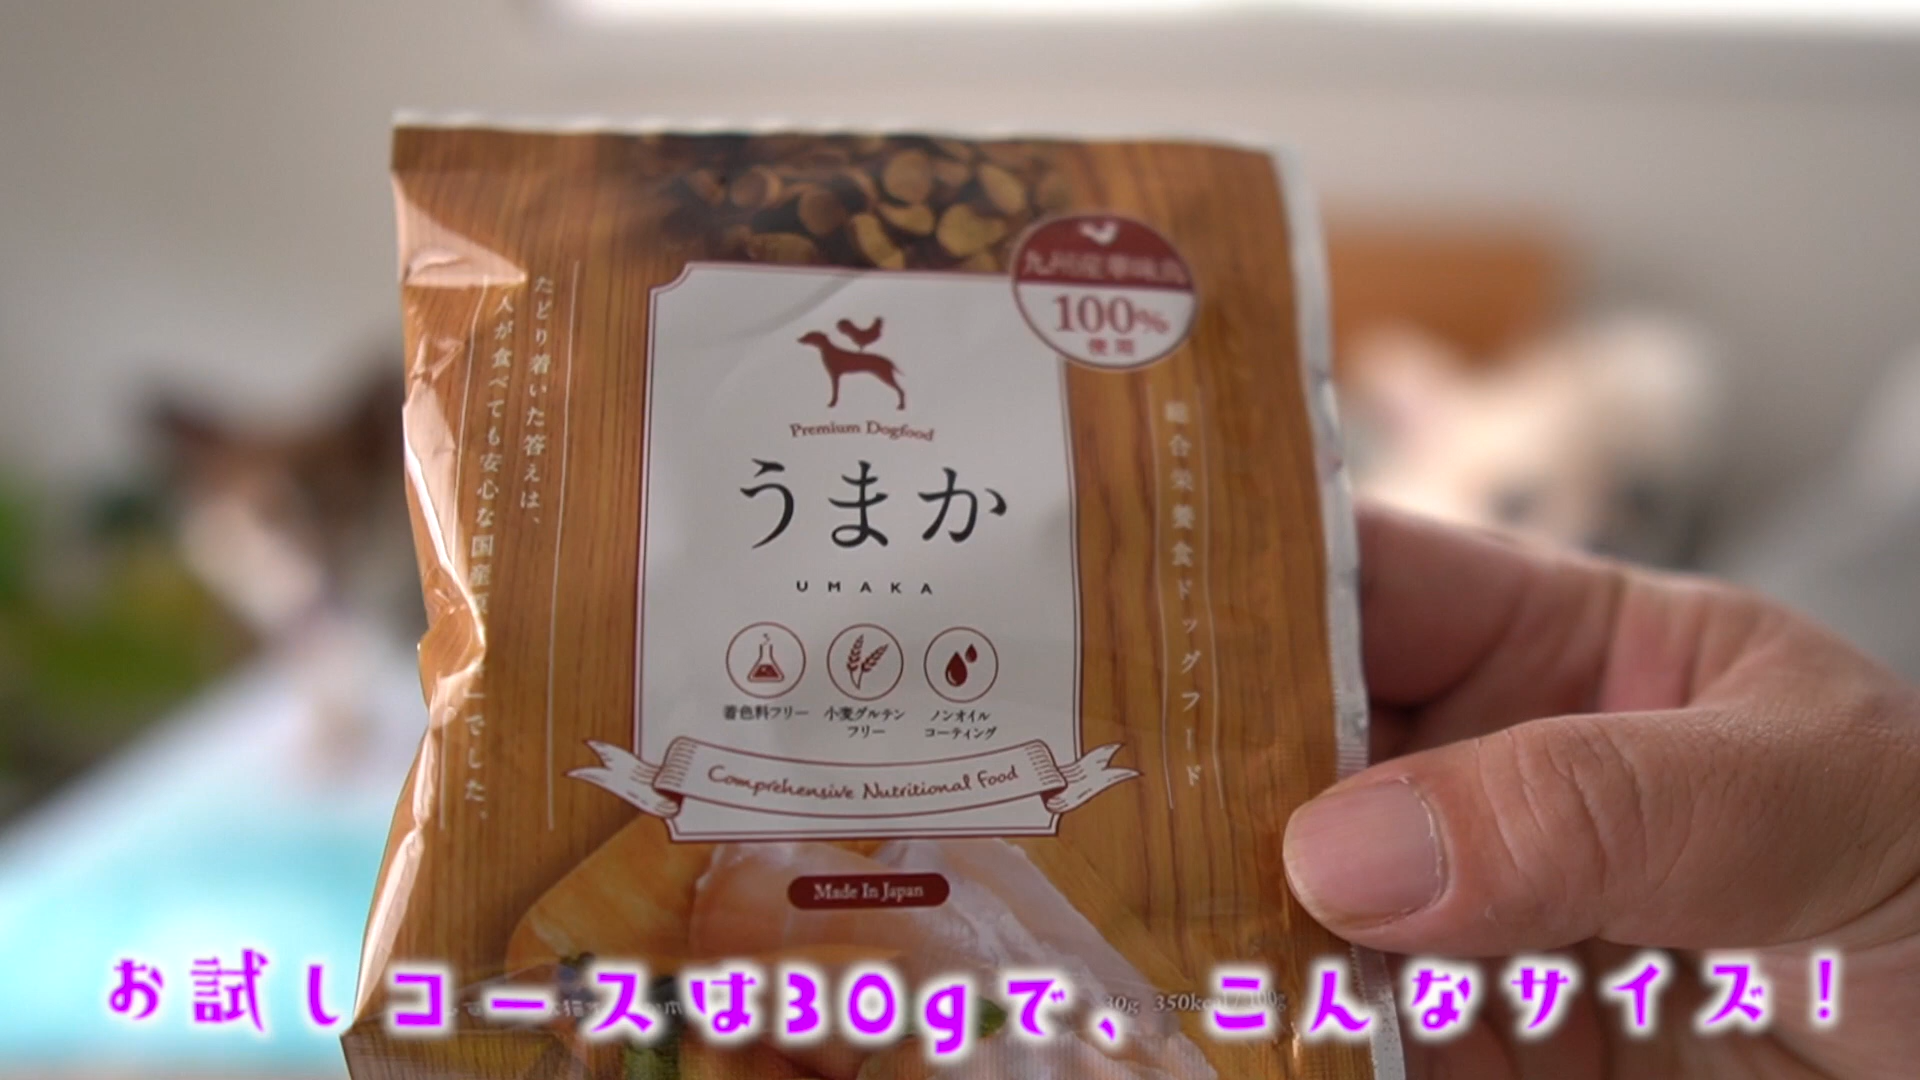 九州産華味鳥
100%
使用
Premium Dogfood
うまか
UMAKA
着色料フリー
小麦グルテン
フリー
ノンオイル
コーティング
Comprehensive Nutritional Food
Made In Japan
総合栄養食ドッグフード
たどり着いた答えは、
人が食べても安心な国産
」でした。
30g 350kc
お試しコースは30gで、こんなサイズ!